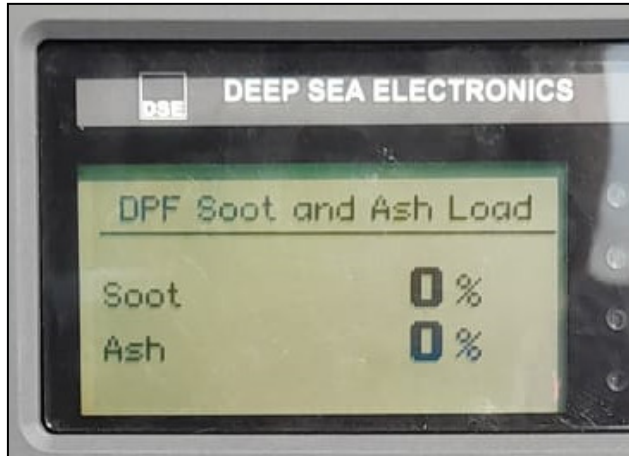 DSE DEEP SEA ELECTRONICS
DPF Soot and Ash Load
Soot 0 %
Ash 0 %